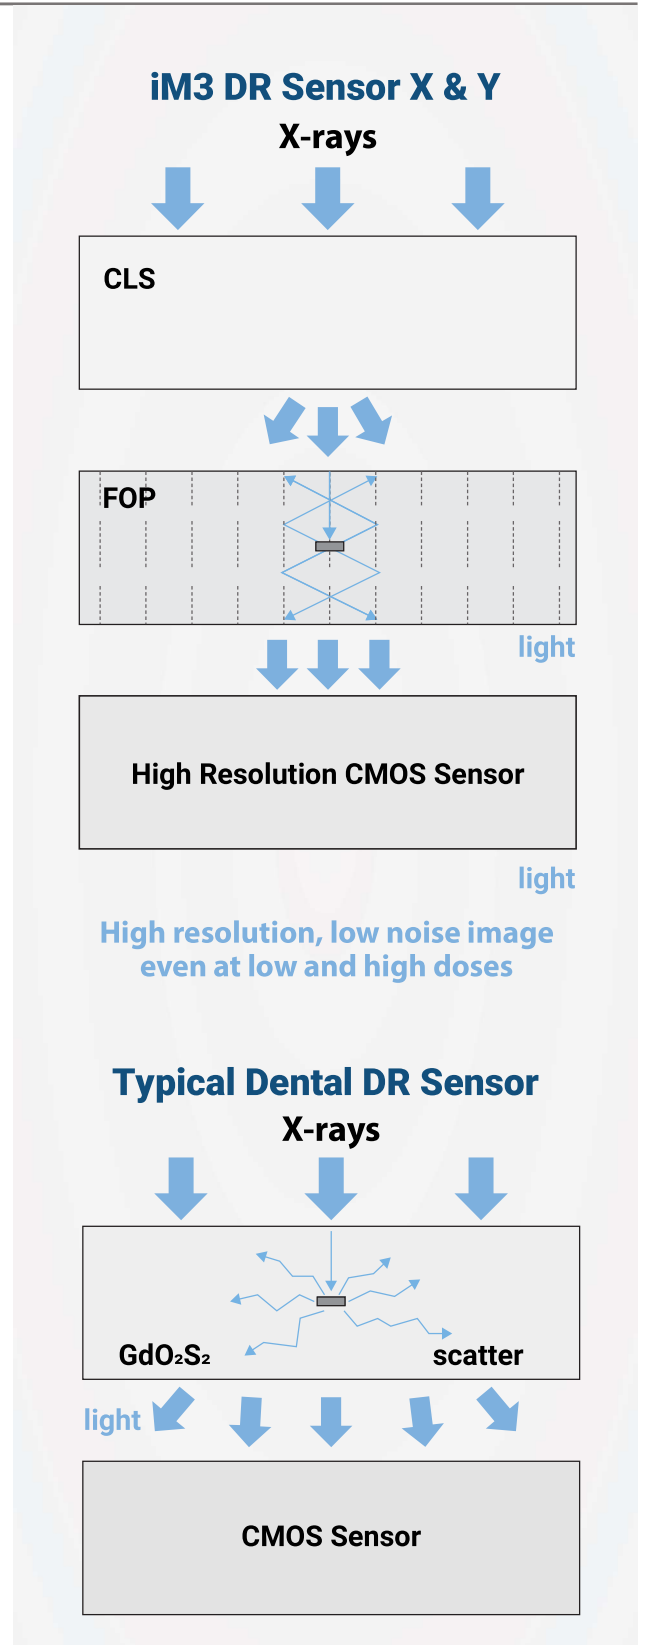 iM3 DR Sensor X & Y
X-rays
CLS
FOP
light
High Resolution CMOS Sensor
light
High resolution, low noise image
even at low and high doses
Typical Dental DR Sensor
X-rays
GdO₂S₂
scatter
light
CMOS Sensor